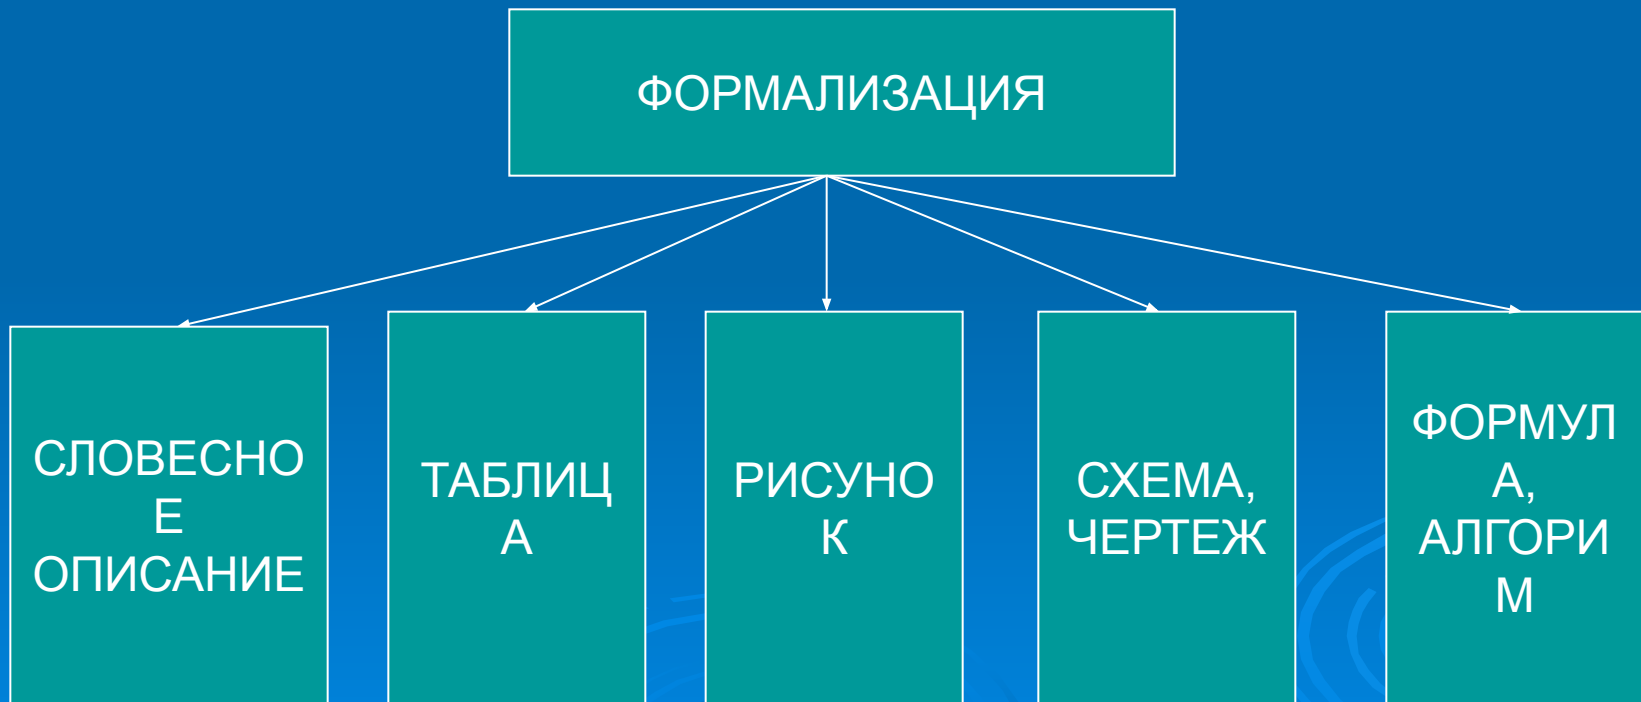 ФОРМАЛИЗАЦИЯ
СЛОВЕСНО
Е
ОПИСАНИЕ
ТАБЛИЦ
А
РИСУНО
К
СХЕМА,
ЧЕРТЕЖ
ФОРМУЛ
А,
АЛГОРИ
М